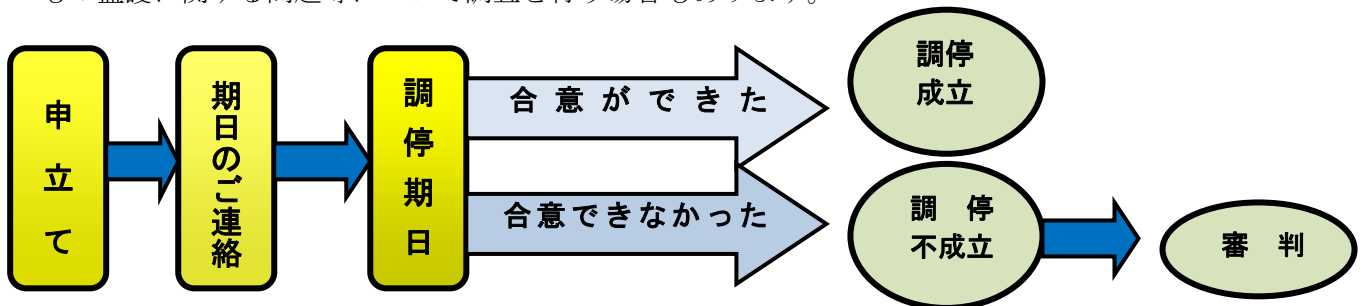 申立て
期日のご連絡
調停期日
合意ができた
合意できなかった
調停
成立
調 停
不成立
審 判